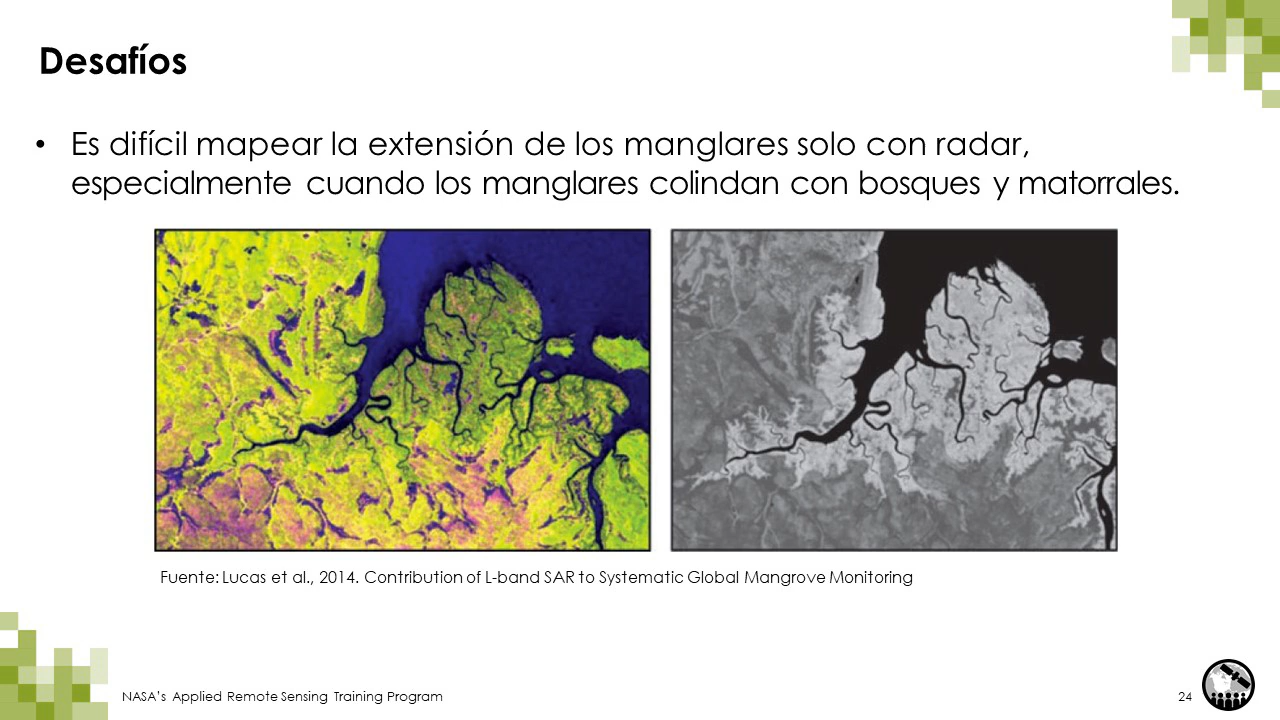 Desafíos
• Es difícil mapear la extensión de los manglares solo con radar,
especialmente cuando los manglares colindan con bosques y matorrales.
Fuente: Lucas et al., 2014. Contribution of L-band SAR to Systematic Global Mangrove Monitoring
NASA's Applied Remote Sensing Training Program
24